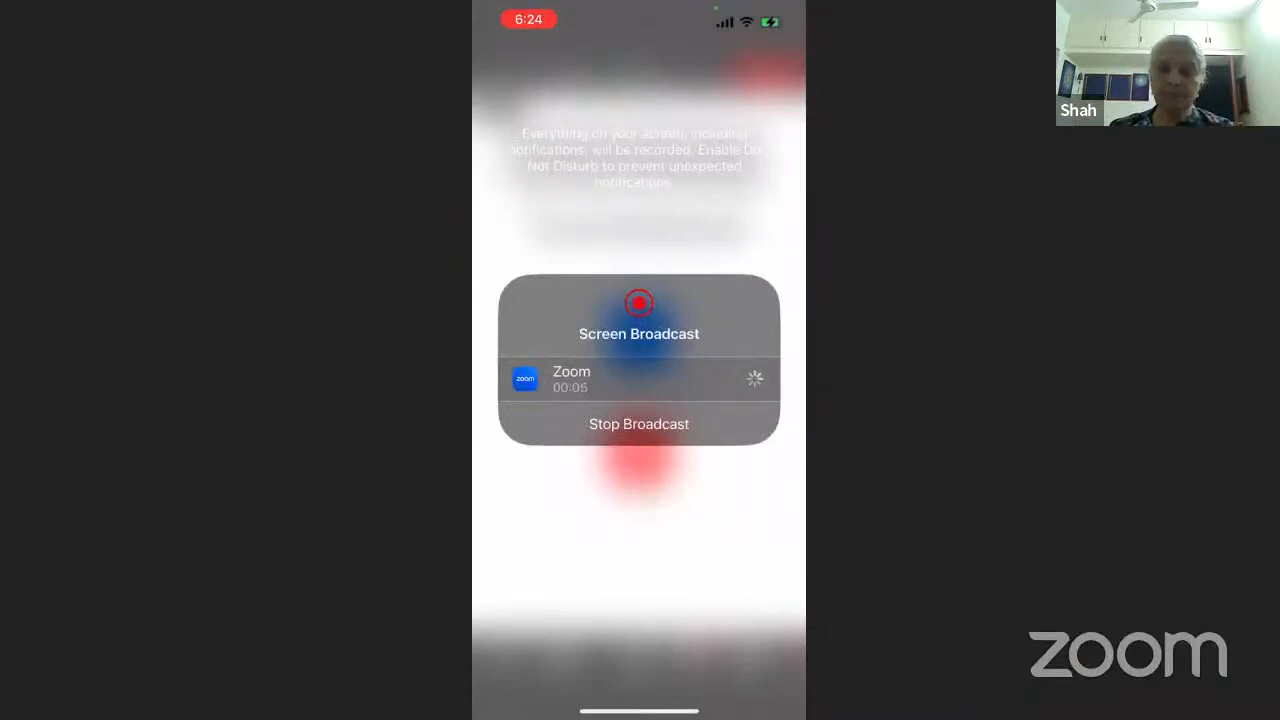 6:24
Shah
Everything on your screen, including
notifications, will be recorded. Enable Do
Not Disturb to prevent unexpected
notifications.
Screen Broadcast
zoom
Zoom
00:05
Stop Broadcast
zoom